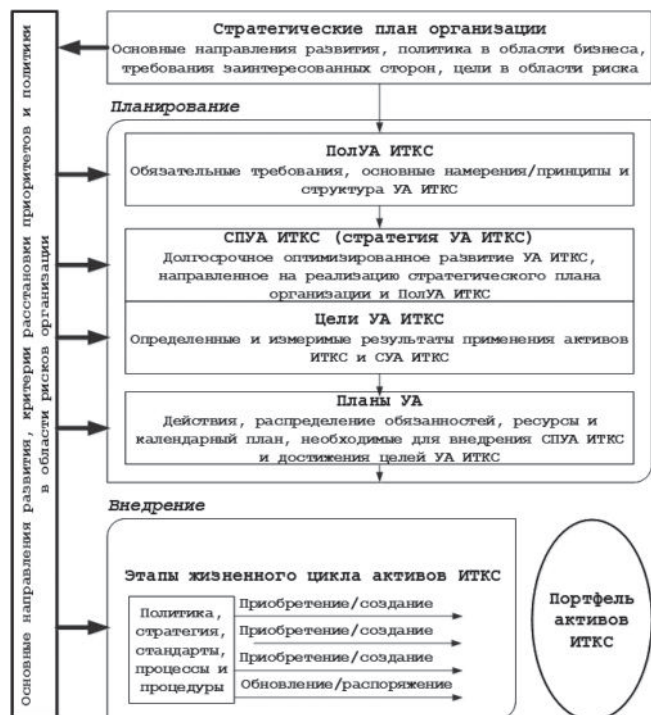 Стратегические план организации
Основные направления развития, политика в области бизнеса,
требования заинтересованных сторон, цели в области риска
Основные направления развития, критерии расстановки приоритетов и политики
в области рисков организации
Планирование
ПолУА ИТКС
Обязательные требования, основные намерения/принципы и
структура УА ИТКС
СПУА ИТКС (стратегия УА ИТКС)
Долгосрочное оптимизированное развитие УА ИТКС,
направленное на реализацию стратегического плана
организации и ПолУА ИТКС
Цели УА ИТКС
Определенные и измеримые результаты применения активов
ИТКС и СУА ИТКС
Планы УА
Действия, распределение обязанностей, ресурсы и
календарный план, необходимые для внедрения СПУА ИТКС
и достижения целей УА ИТКС
Внедрение
Этапы жизненного цикла активов ИТКС
Политика,
стратегия,
стандарты,
процессы и
процедуры
Приобретение/создание
Приобретение/создание
Приобретение/создание
Обновление/распоряжение
Портфель
активов
ИТКС